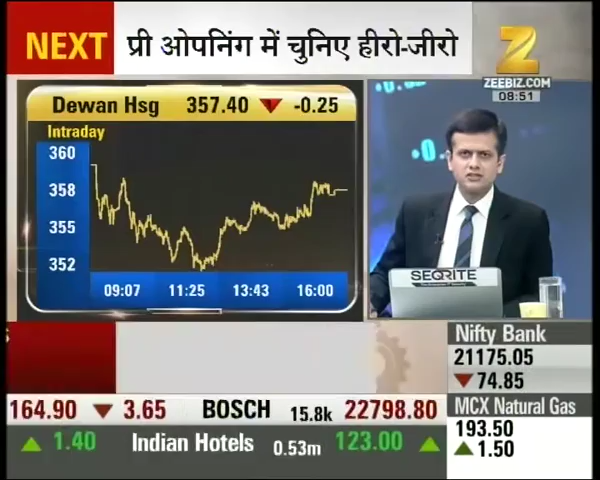 NEXT
प्री ओपनिंग में चुनिए हीरो-जीरो
Z
ZEEBIZ.COM
08:51
Dewan Hsg 357.40 ▼ -0.25
Intraday
360
358
355
352
09:07 11:25 13:43 16:00
SEQRITE
Nifty Bank
21175.05
▼ 74.85
164.90 ▼ 3.65 BOSCH 15.8k 22798.80
MCX Natural Gas
193.50
▲ 1.50
▲ 1.40 Indian Hotels 0.53m 123.00 ▲